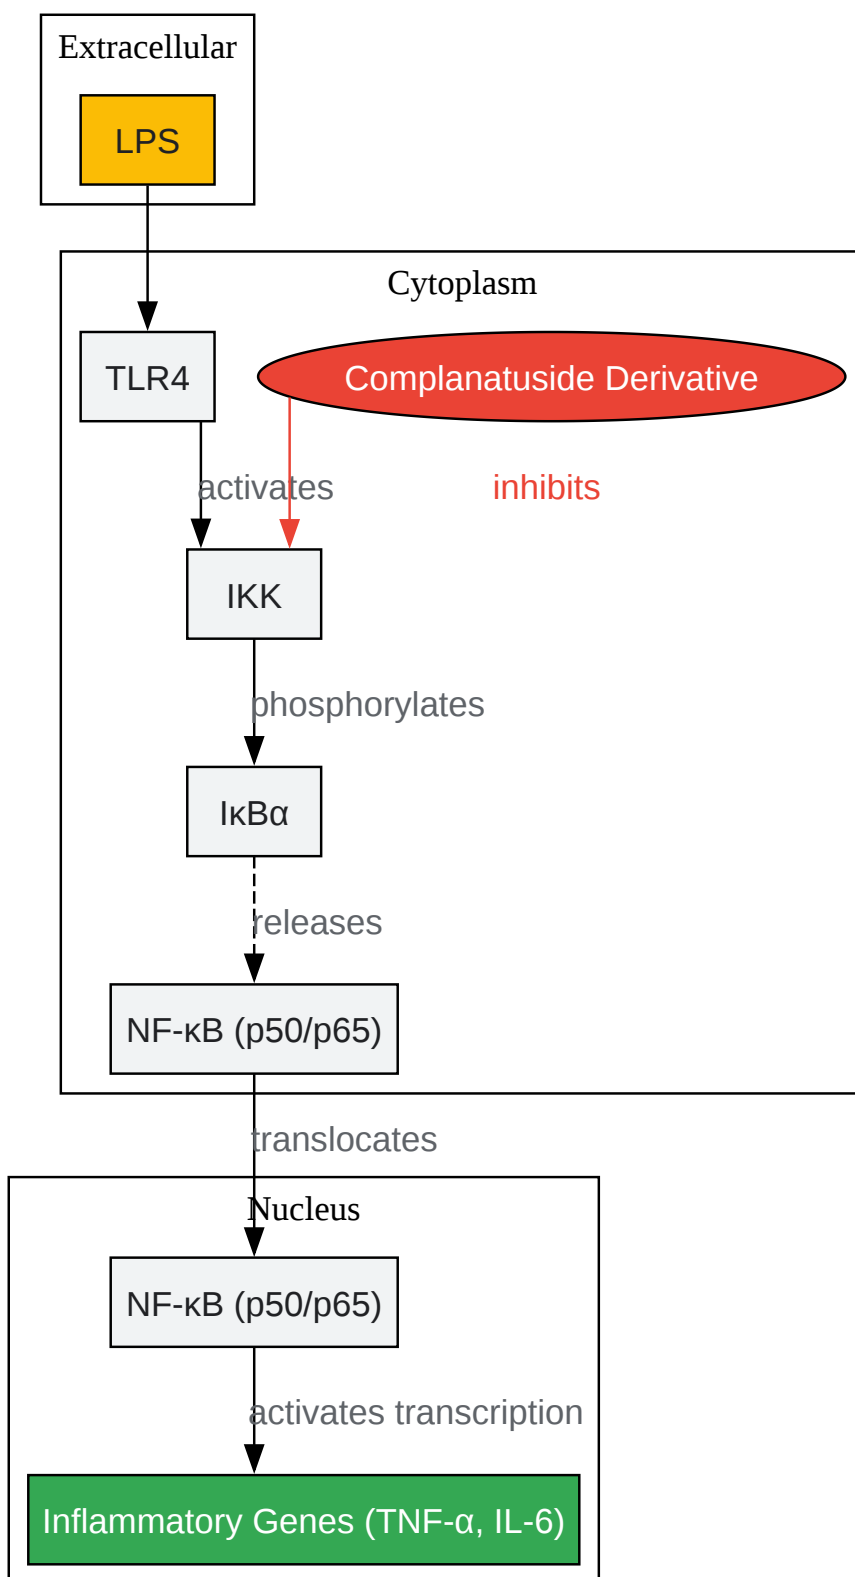 Extracellular
LPS
Cytoplasm
TLR4
Complanatuside Derivative
activates
inhibits
IKK
phosphorylates
IκBα
releases
NF-κB (p50/p65)
translocates
Nucleus
NF-κB (p50/p65)
activates transcription
Inflammatory Genes (TNF-α, IL-6)